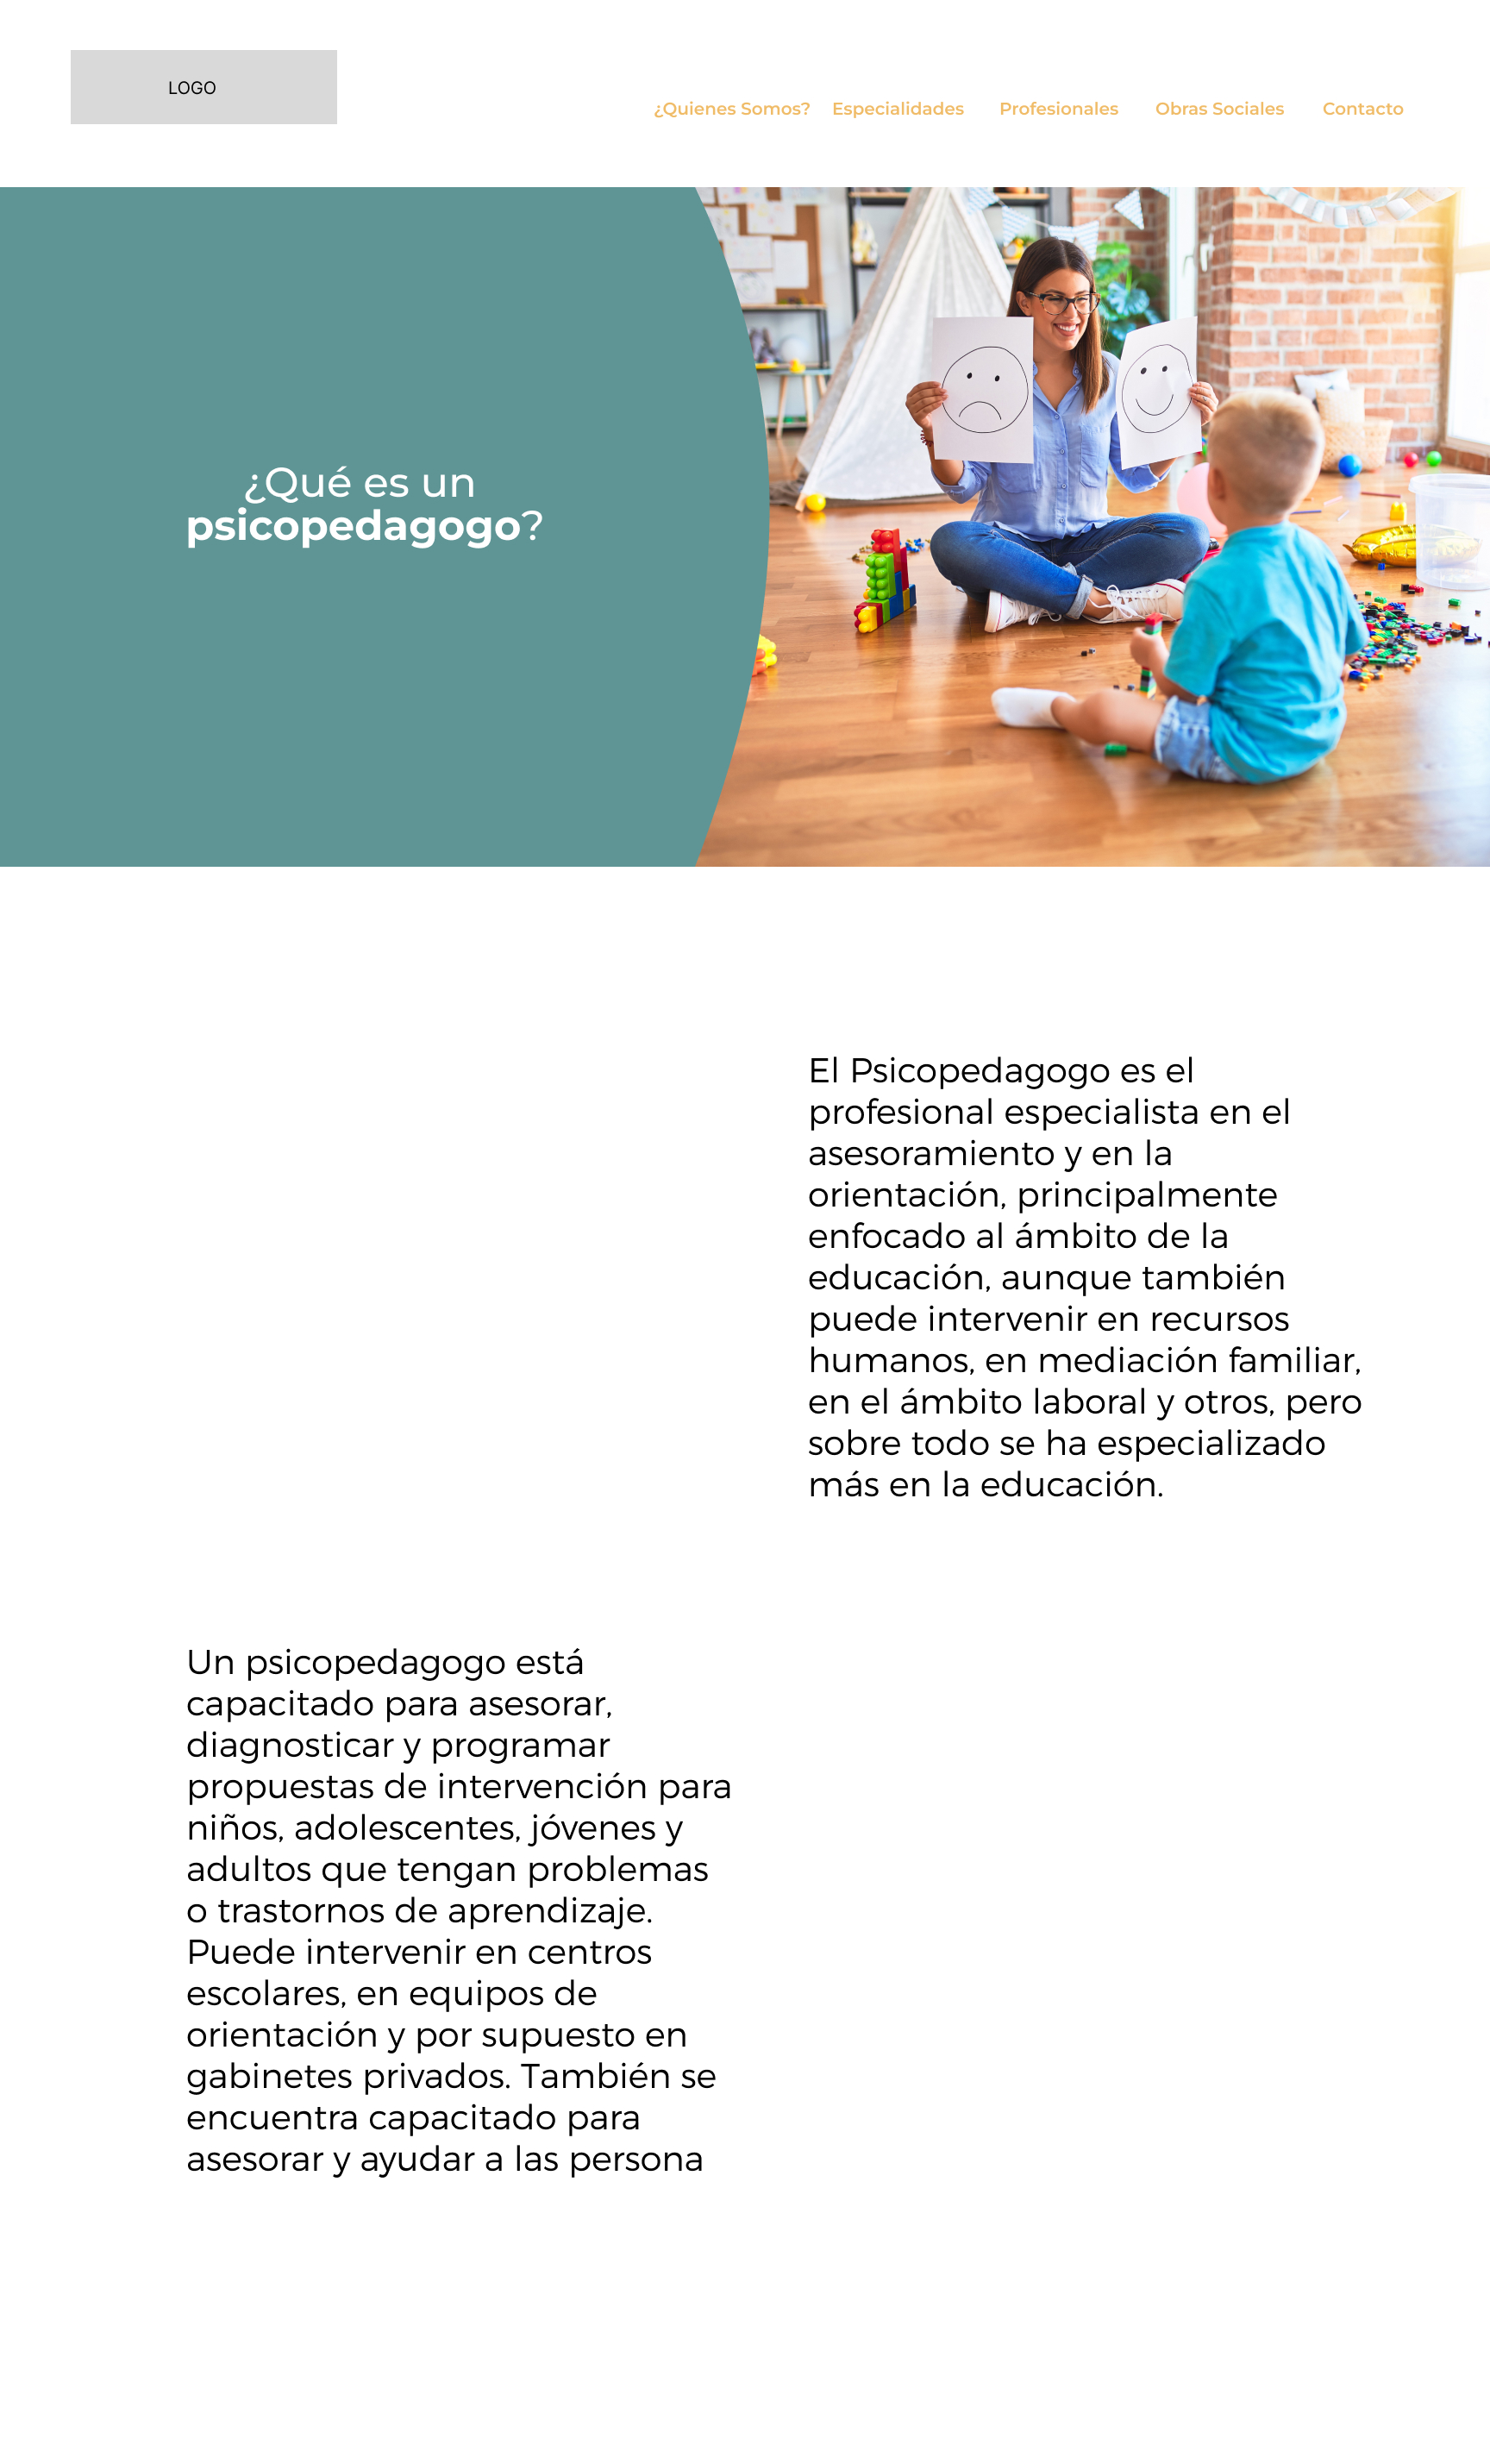 LOGO
¿Quienes Somos? Especialidades Profesionales Obras Sociales Contacto
¿Qué es un
psicopedagogo?
El Psicopedagogo es el
profesional especialista en el
asesoramiento y en la
orientación, principalmente
enfocado al ámbito de la
educación, aunque también
puede intervenir en recursos
humanos, en mediación familiar,
en el ámbito laboral y otros, pero
sobre todo se ha especializado
más en la educación.
Un psicopedagogo está
capacitado para asesorar,
diagnosticar y programar
propuestas de intervención para
niños, adolescentes, jóvenes y
adultos que tengan problemas
o trastornos de aprendizaje.
Puede intervenir en centros
escolares, en equipos de
orientación y por supuesto en
gabinetes privados. También se
encuentra capacitado para
asesorar y ayudar a las persona